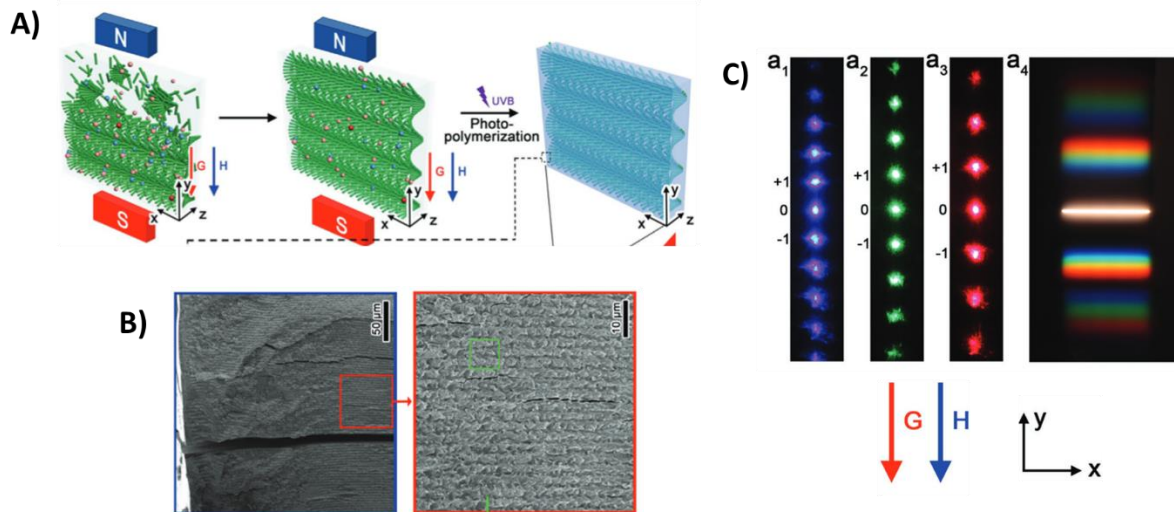 A)
N
N
UVB
Photo-
polymerization
G
H
y
x
z
S
G
H
y
x
z
S
y
x
z
B)
50 µm
10 µm
C)
a1
a2
a3
a4
+1
0
-1
+1
0
-1
+1
0
-1
G
H
y
x